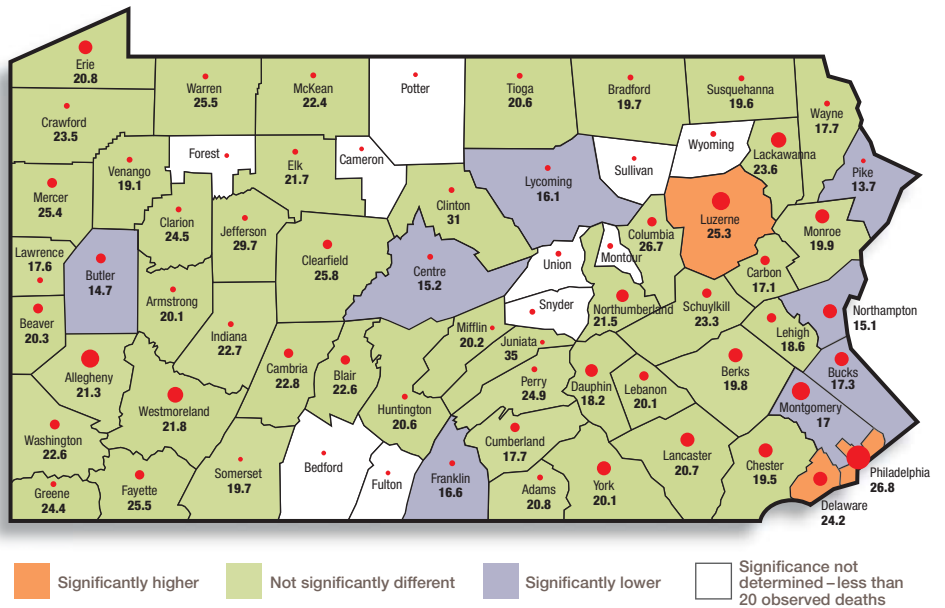 Erie
20.8
Warren
25.5
McKean
22.4
Potter
Tioga
20.6
Bradford
19.7
Susquehanna
19.6
Wayne
17.7
Crawford
23.5
Forest
Elk
21.7
Cameron
Sullivan
Wyoming
Lackawanna
23.6
Pike
13.7
Mercer
25.4
Venango
19.1
Clarion
24.5
Jefferson
29.7
Clinton
31
Lycoming
16.1
Columbia
26.7
Luzerne
25.3
Monroe
19.9
Lawrence
17.6
Butler
14.7
Clearfield
25.8
Centre
15.2
Union
Montour
Carbon
17.1
Beaver
20.3
Armstrong
20.1
Indiana
22.7
Snyder
Northumberland
21.5
Schuylkill
23.3
Northampton
15.1
Mifflin
20.2
Juniata
35
Lehigh
18.6
Allegheny
21.3
Westmoreland
21.8
Cambria
22.8
Blair
22.6
Huntington
20.6
Perry
24.9
Dauphin
18.2
Lebanon
20.1
Berks
19.8
Bucks
17.3
Montgomery
17
Washington
22.6
Greene
24.4
Fayette
25.5
Somerset
19.7
Bedford
Fulton
Franklin
16.6
Cumberland
17.7
Adams
20.8
York
20.1
Lancaster
20.7
Chester
19.5
Philadelphia
26.8
Delaware
24.2
Significantly higher
Not significantly different
Significantly lower
Significance not
determined – less than
20 observed deaths